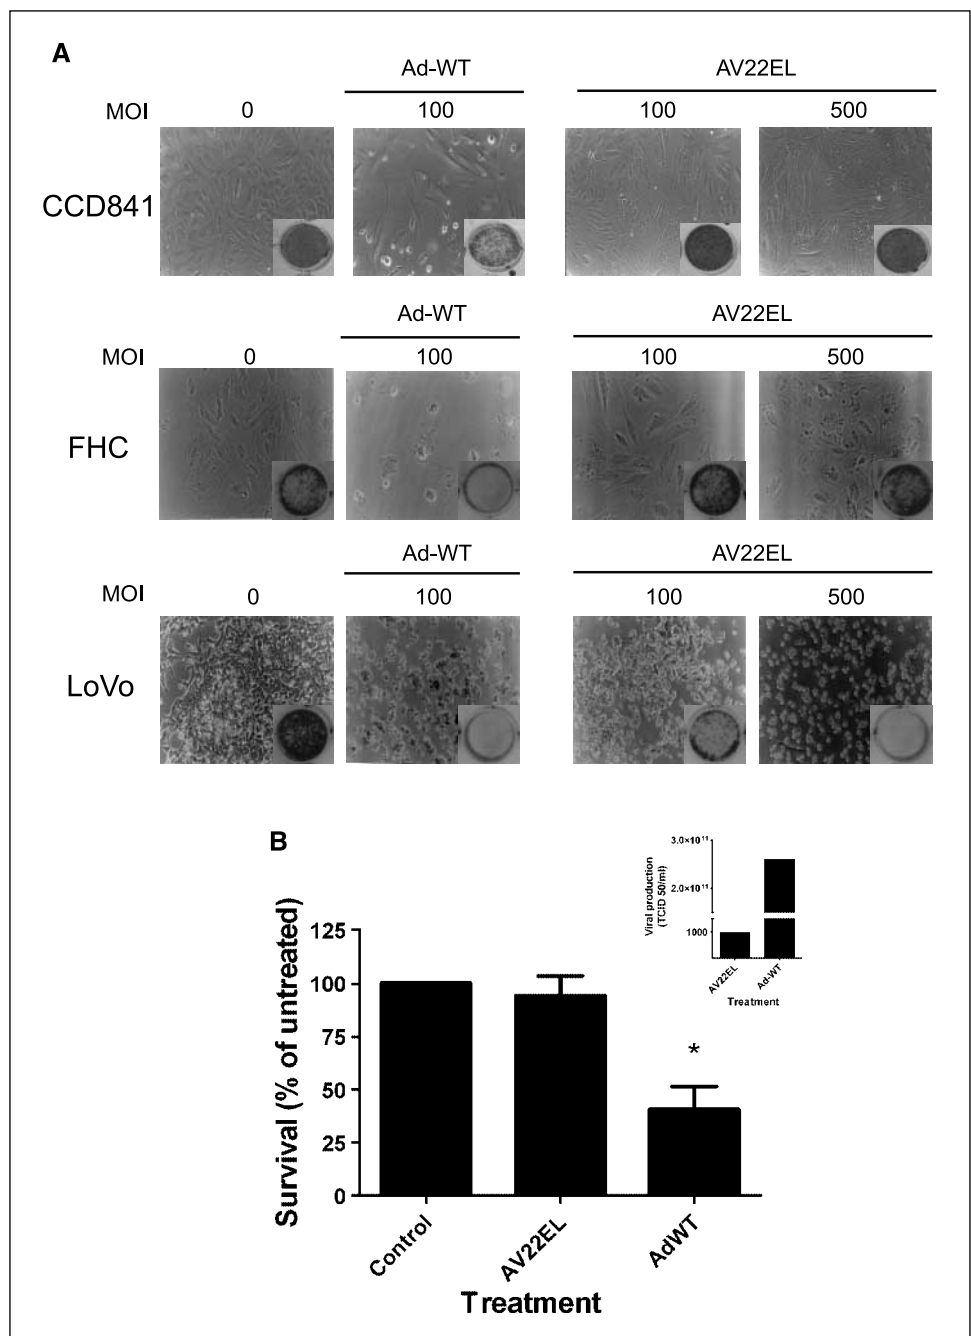 A
Ad-WT AV22EL
MOI 0 100 100 500
CCD841
Ad-WT AV22EL
MOI 0 100 100 500
FHC
Ad-WT AV22EL
MOI 0 100 100 500
LoVo
B
3.0×10¹¹
2.0×10¹¹
1000
Viral production
(TCID 50/ml)
AV22EL Ad-WT
Treatment
Survival (% of untreated)
125
100
75
50
25
0
*
Control AV22EL AdWT
Treatment